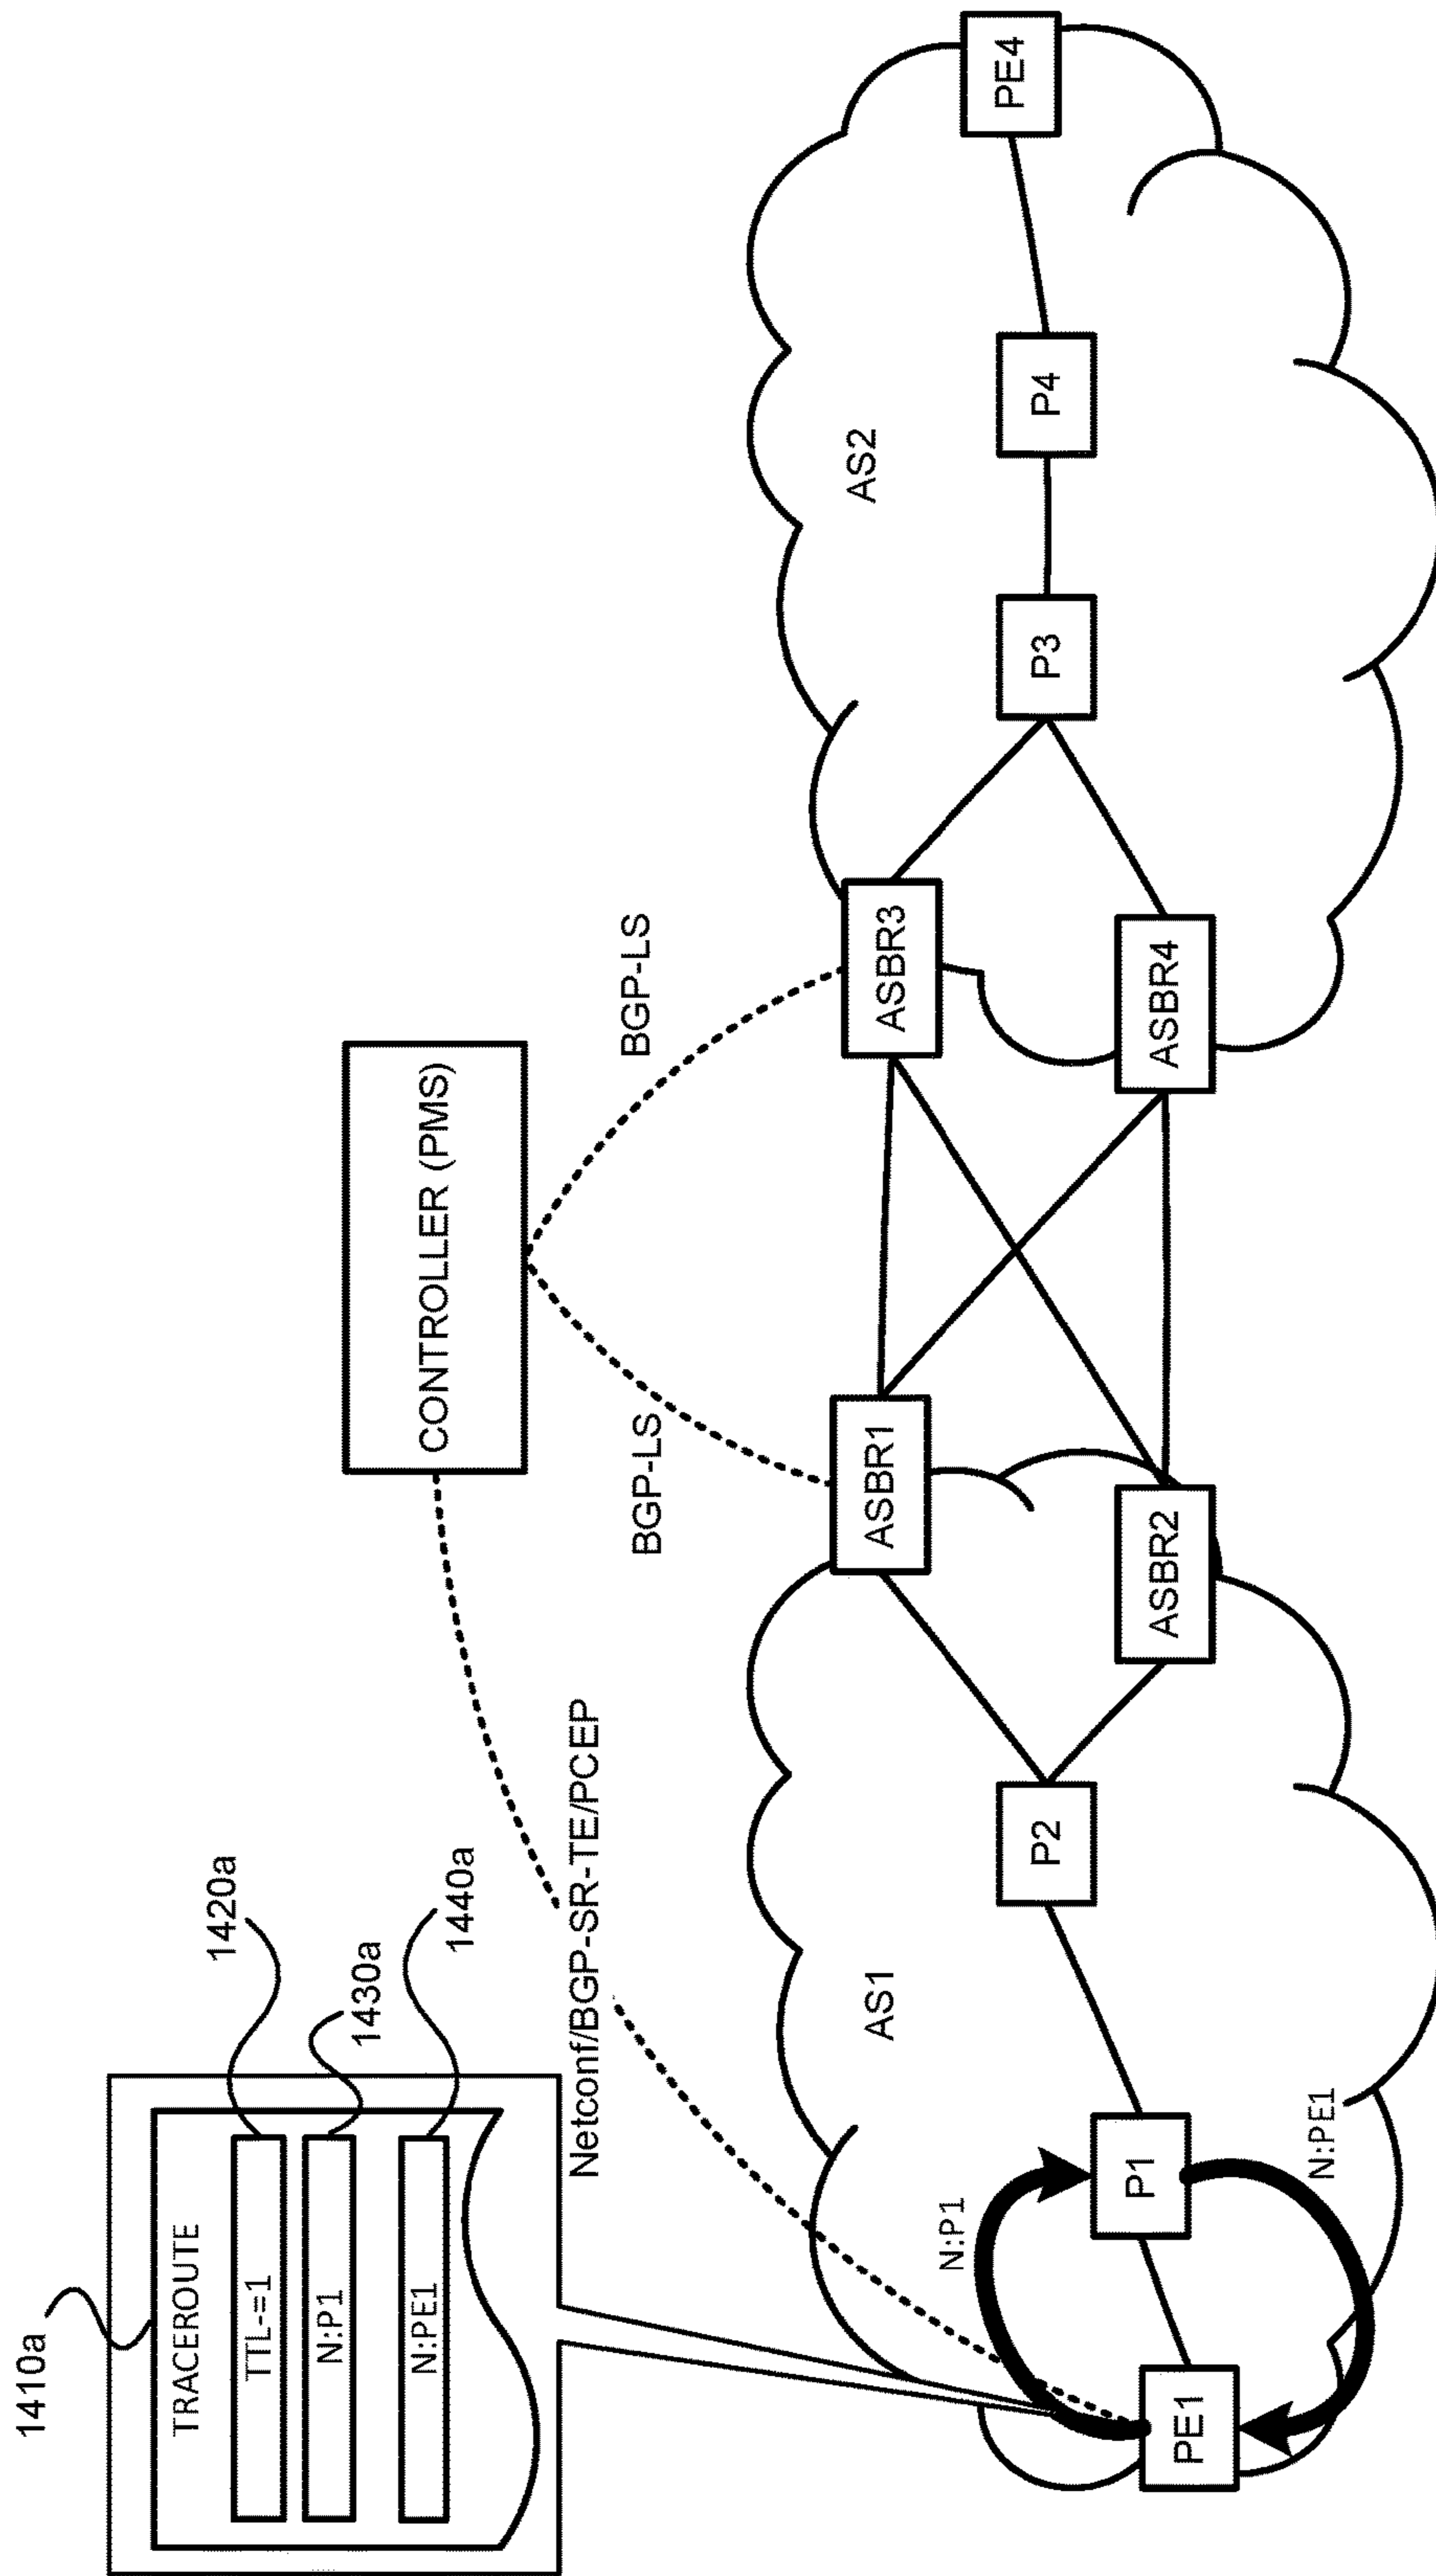 1410a
TRACEROUTE
TTL-=1
N:P1
N:PE1
1420a
1430a
1440a
CONTROLLER (PMS)
Netconf/BGP-SR-TE/PCEP
BGP-LS
BGP-LS
AS1
AS2
N:P1
N:PE1
PE1
P1
P2
ASBR1
ASBR2
ASBR3
ASBR4
P3
P4
PE4